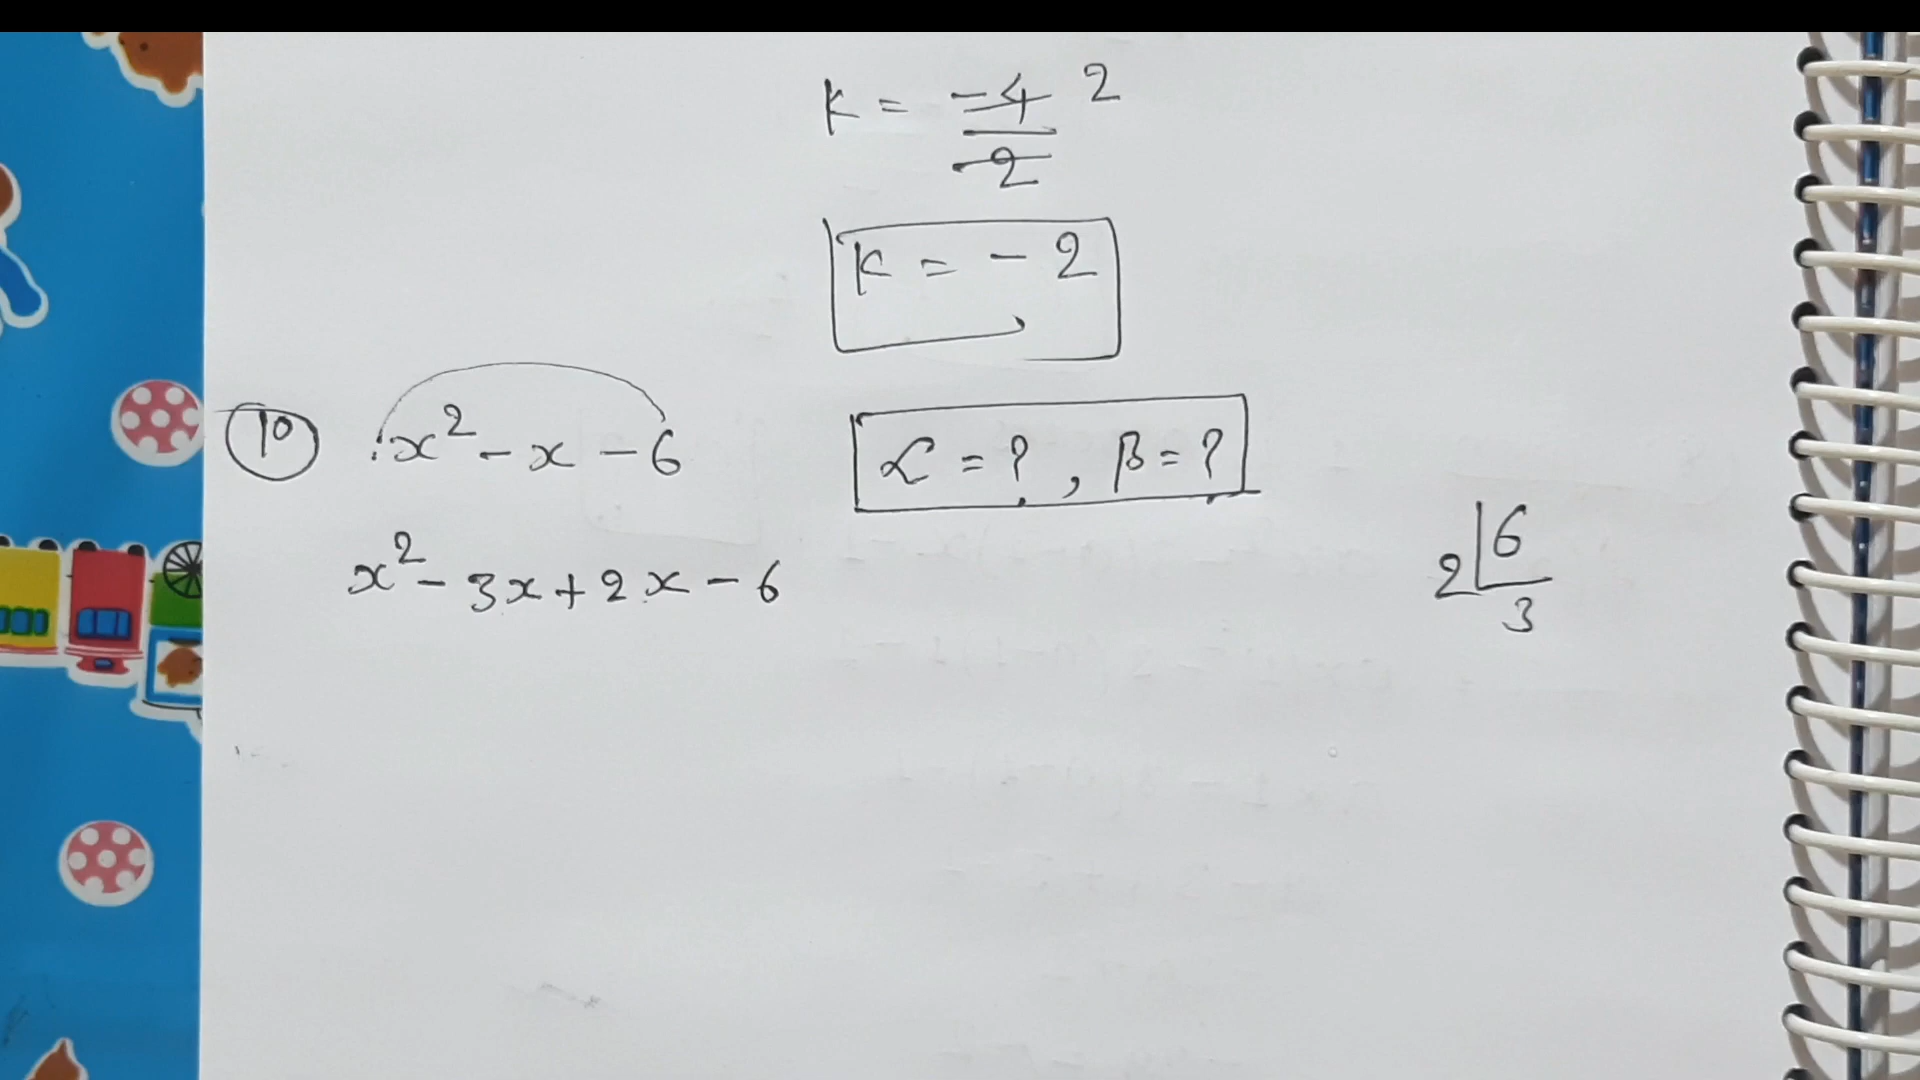 K = -4/2 2
K = - 2
10 x² - x - 6
α = ? , β = ?
x² - 3x + 2x - 6
2 | 6
3